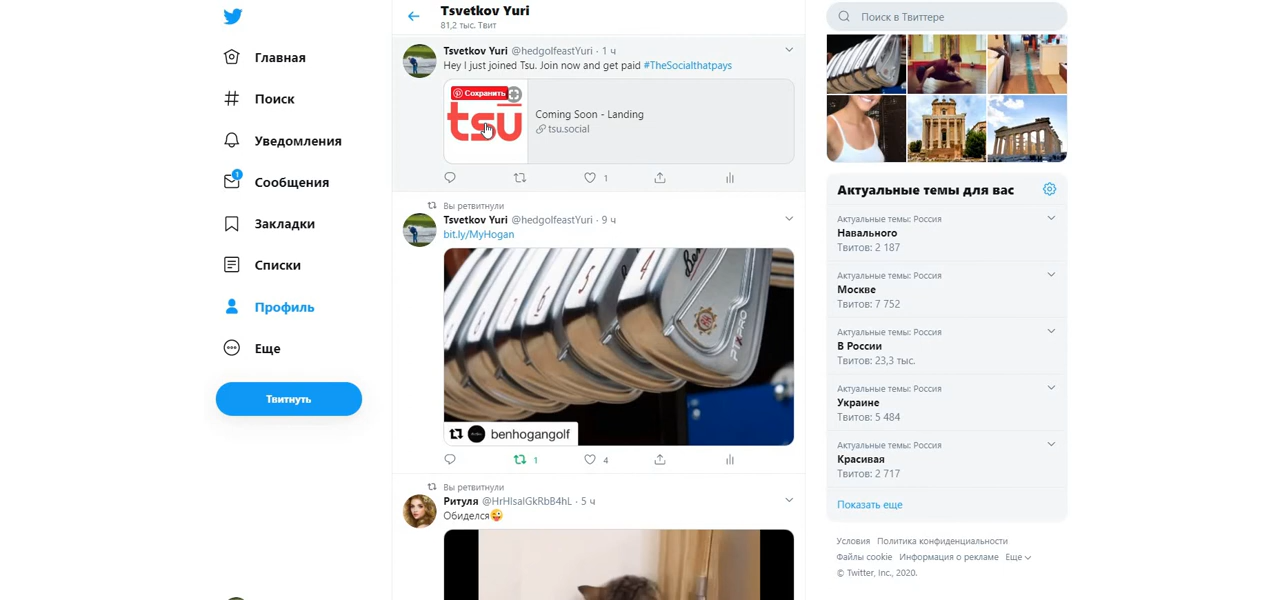 Главная
Поиск
Уведомления
1
Сообщения
Закладки
Списки
Профиль
Еще
Твитнуть
Tsvetkov Yuri
81,2 тыс. Твит
Tsvetkov Yuri @hedgolfeastYuri · 1 ч
Hey I just joined Tsu. Join now and get paid #TheSocialthatpays
Сохранить
tsu
Coming Soon - Landing
tsu.social
1
Вы ретвитнули
Tsvetkov Yuri @hedgolfeastYuri · 9 ч
bit.ly/MyHogan
PTX PRO
benhogangolf
1 4
Вы ретвитнули
Ритуля @HrHIsalGkRbB4hL · 5 ч
Обиделся😜
Поиск в Твиттере
Актуальные темы для вас
Актуальные темы: Россия
Навального
Твитов: 2 187
Актуальные темы: Россия
Москве
Твитов: 7 752
Актуальные темы: Россия
В России
Твитов: 23,3 тыс.
Актуальные темы: Россия
Украине
Твитов: 5 484
Актуальные темы: Россия
Красивая
Твитов: 2 717
Показать еще
Условия Политика конфиденциальности
Файлы cookie Информация о рекламе Еще
© Twitter, Inc., 2020.